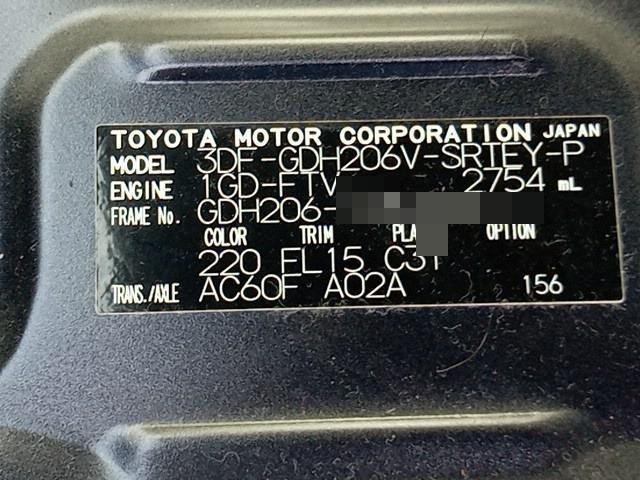 TOYOTA MOTOR CORPORATION JAPAN
MODEL 3DF-GDH206V-SRTEY-P
ENGINE 1GD-FTV 2754 mL
FRAME No. GDH206-
COLOR TRIM OPTION
220 FL15 C31
TRANS./AXLE AC60F A02A 156